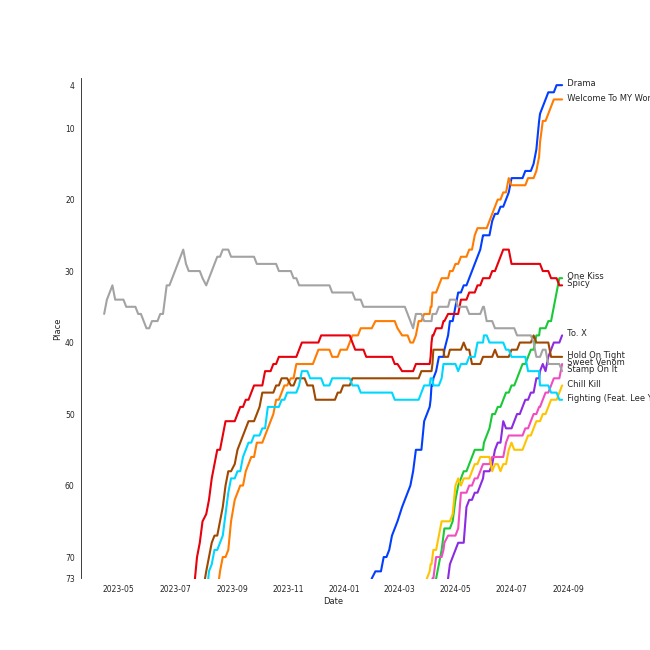 Drama
4
Welcome To MY Wor
10
20
30
One Kiss
Spicy
Place
To. X
40
Hold On Tight
Sweet Venom
Stamp On It
Chill Kill
Fighting (Feat. Lee Y
50
60
70
73
2023-05 2023-07 2023-09 2023-11 2024-01 2024-03 2024-05 2024-07 2024-09
Date